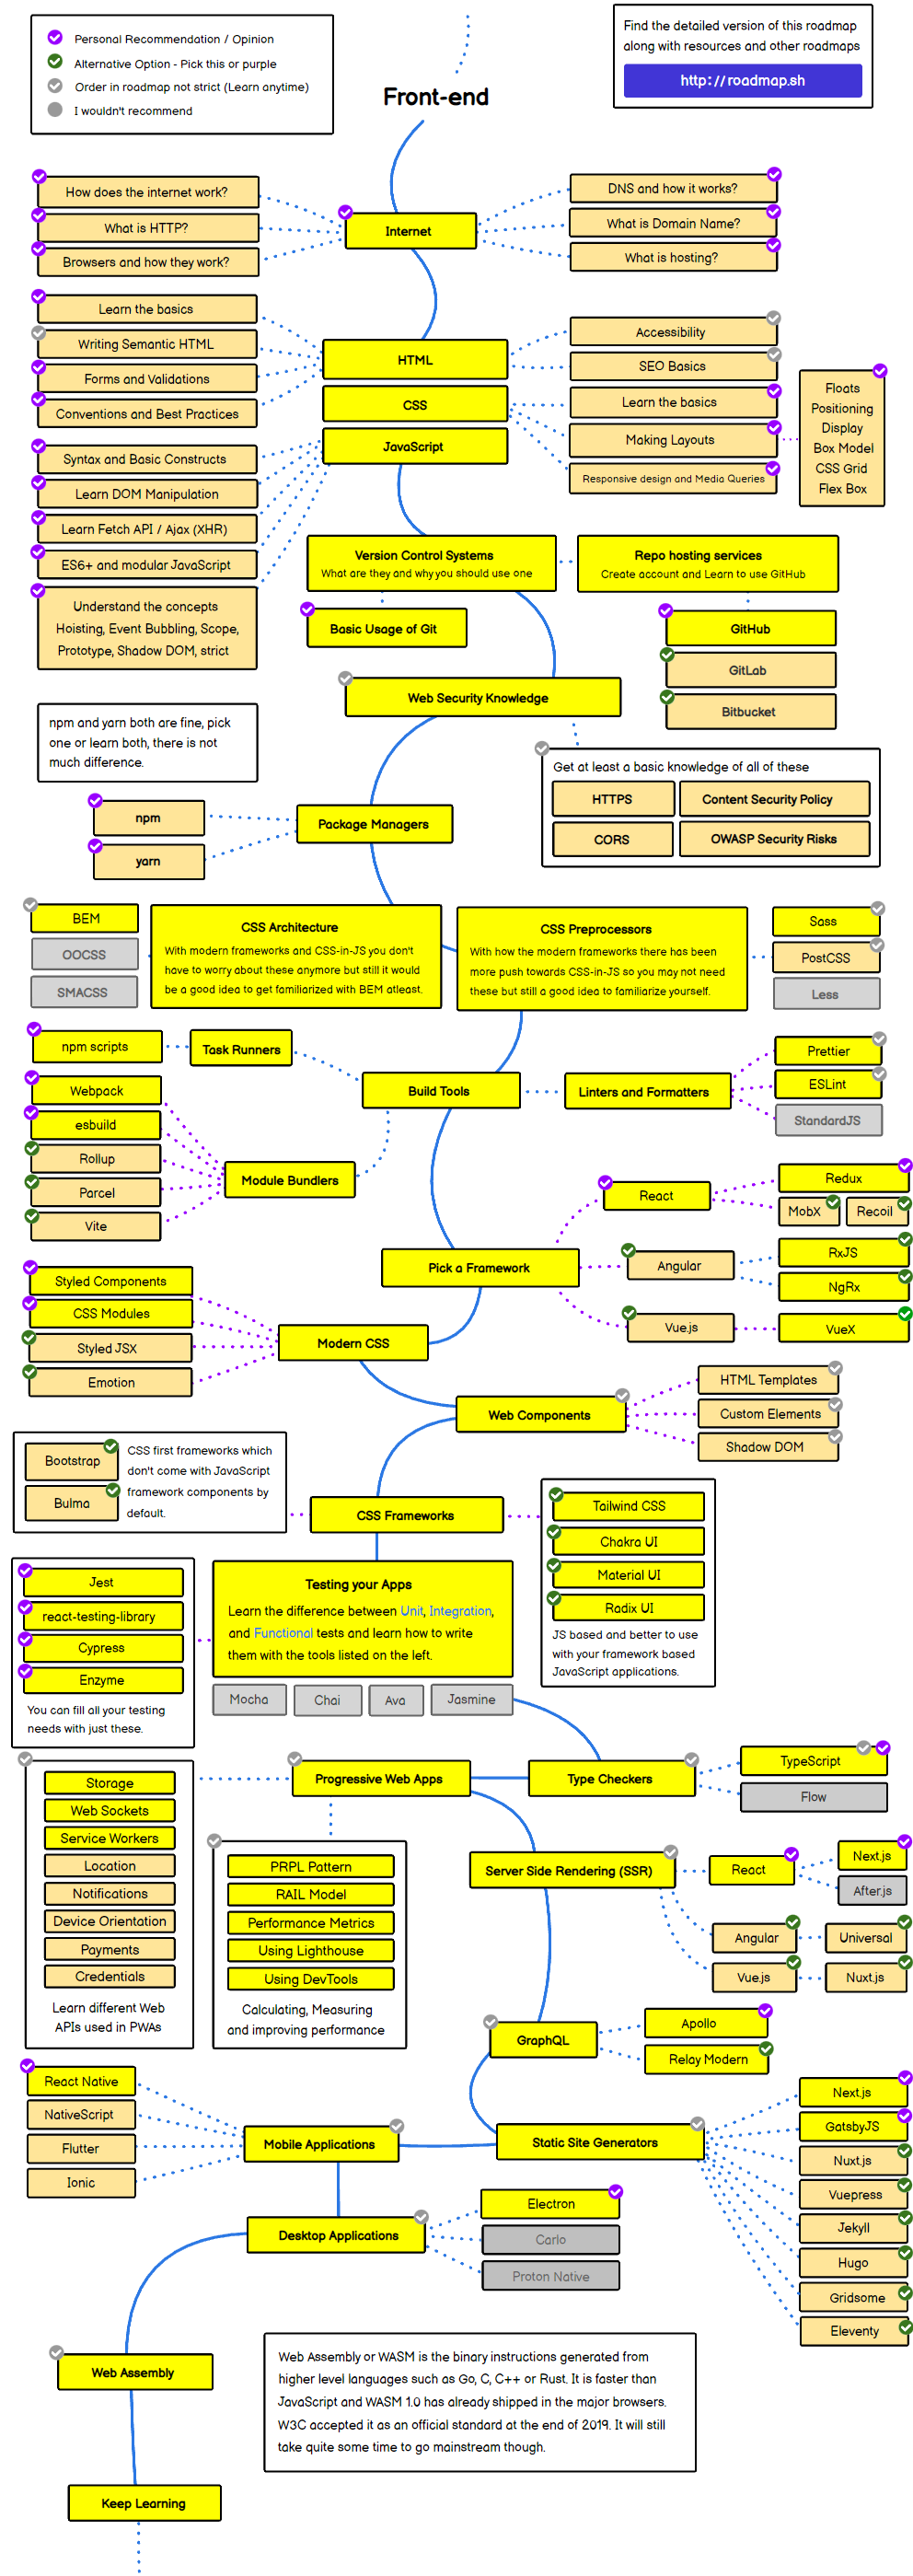 Personal Recommendation / Opinion
Alternative Option - Pick this or purple
Order in roadmap not strict (Learn anytime)
I wouldn't recommend
Find the detailed version of this roadmap
along with resources and other roadmaps
http://roadmap.sh
Front-end
How does the internet work?
What is HTTP?
Browsers and how they work?
Internet
DNS and how it works?
What is Domain Name?
What is hosting?
Learn the basics
Writing Semantic HTML
Forms and Validations
Conventions and Best Practices
HTML
Accessibility
SEO Basics
CSS
Learn the basics
Making Layouts
Responsive design and Media Queries
Floats
Positioning
Display
Box Model
CSS Grid
Flex Box
JavaScript
Syntax and Basic Constructs
Learn DOM Manipulation
Learn Fetch API / Ajax (XHR)
ES6+ and modular JavaScript
Understand the concepts
Hoisting, Event Bubbling, Scope,
Prototype, Shadow DOM, strict
Version Control Systems
What are they and why you should use one
Basic Usage of Git
Repo hosting services
Create account and Learn to use GitHub
GitHub
GitLab
Bitbucket
Web Security Knowledge
Get at least a basic knowledge of all of these
HTTPS
Content Security Policy
CORS
OWASP Security Risks
npm and yarn both are fine, pick
one or learn both, there is not
much difference.
npm
yarn
Package Managers
BEM
OOCSS
SMACSS
CSS Architecture
With modern frameworks and CSS-in-JS you don't
have to worry about these anymore but still it would
be a good idea to get familiarized with BEM atleast.
CSS Preprocessors
With how the modern frameworks there has been
more push towards CSS-in-JS so you may not need
these but still a good idea to familiarize yourself.
Sass
PostCSS
Less
npm scripts
Task Runners
Build Tools
Linters and Formatters
Prettier
ESLint
StandardJS
Webpack
esbuild
Rollup
Parcel
Vite
Module Bundlers
Pick a Framework
React
Redux
MobX
Recoil
Angular
RxJS
NgRx
Vue.js
VueX
Styled Components
CSS Modules
Styled JSX
Emotion
Modern CSS
Web Components
HTML Templates
Custom Elements
Shadow DOM
Bootstrap
Bulma
CSS first frameworks which
don't come with JavaScript
framework components by
default.
CSS Frameworks
Tailwind CSS
Chakra UI
Material UI
Radix UI
JS based and better to use
with your framework based
JavaScript applications.
Jest
react-testing-library
Cypress
Enzyme
You can fill all your testing
needs with just these.
Testing your Apps
Learn the difference between Unit, Integration,
and Functional tests and learn how to write
them with the tools listed on the left.
Mocha
Chai
Ava
Jasmine
Progressive Web Apps
Type Checkers
TypeScript
Flow
Storage
Web Sockets
Service Workers
Location
Notifications
Device Orientation
Payments
Credentials
Learn different Web
APIs used in PWAs
PRPL Pattern
RAIL Model
Performance Metrics
Using Lighthouse
Using DevTools
Calculating, Measuring
and improving performance
Server Side Rendering (SSR)
React
Next.js
After.js
Angular
Universal
Vue.js
Nuxt.js
GraphQL
Apollo
Relay Modern
React Native
NativeScript
Flutter
Ionic
Mobile Applications
Static Site Generators
Next.js
GatsbyJS
Nuxt.js
Vuepress
Jekyll
Hugo
Gridsome
Eleventy
Desktop Applications
Electron
Carlo
Proton Native
Web Assembly
Web Assembly or WASM is the binary instructions generated from
higher level languages such as Go, C, C++ or Rust. It is faster than
JavaScript and WASM 1.0 has already shipped in the major browsers.
W3C accepted it as an official standard at the end of 2019. It will still
take quite some time to go mainstream though.
Keep Learning